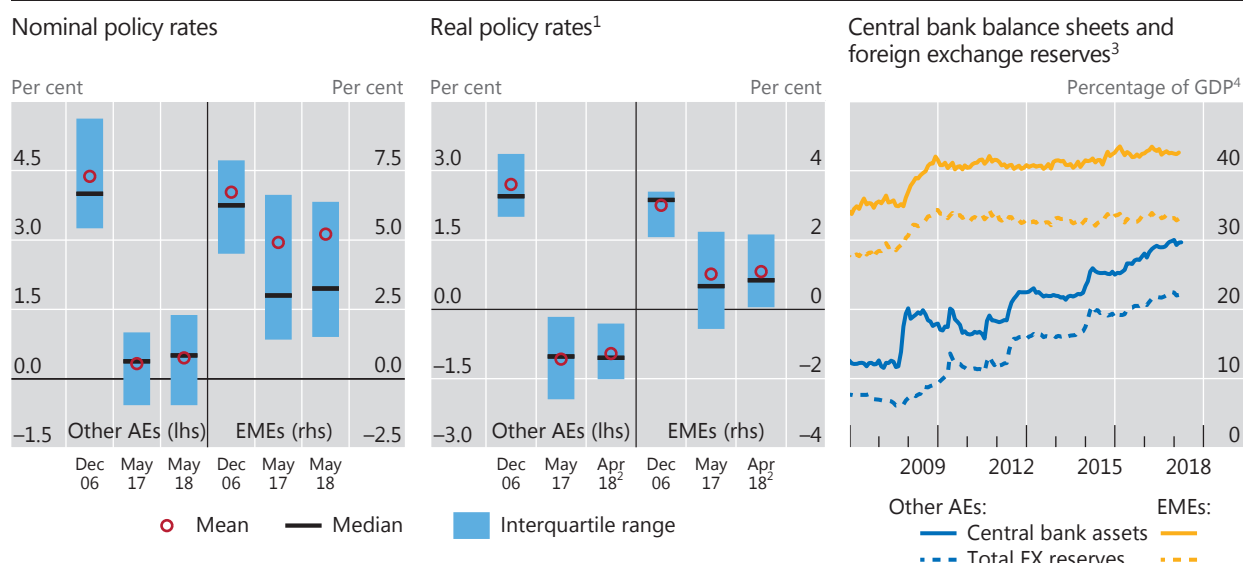 Nominal policy rates
Per cent
Per cent
4.5
3.0
1.5
0.0
–1.5
7.5
5.0
2.5
0.0
–2.5
Other AEs (lhs)
EMEs (rhs)
Dec 06
May 17
May 18
Dec 06
May 17
May 18
Real policy rates1
Per cent
Per cent
3.0
1.5
0.0
–1.5
–3.0
4
2
0
–2
–4
Other AEs (lhs)
EMEs (rhs)
Dec 06
May 17
Apr 182
Dec 06
May 17
Apr 182
Mean
Median
Interquartile range
Central bank balance sheets and
foreign exchange reserves3
Percentage of GDP4
40
30
20
10
0
2009
2012
2015
2018
Other AEs:
EMEs:
Central bank assets
Total FX reserves